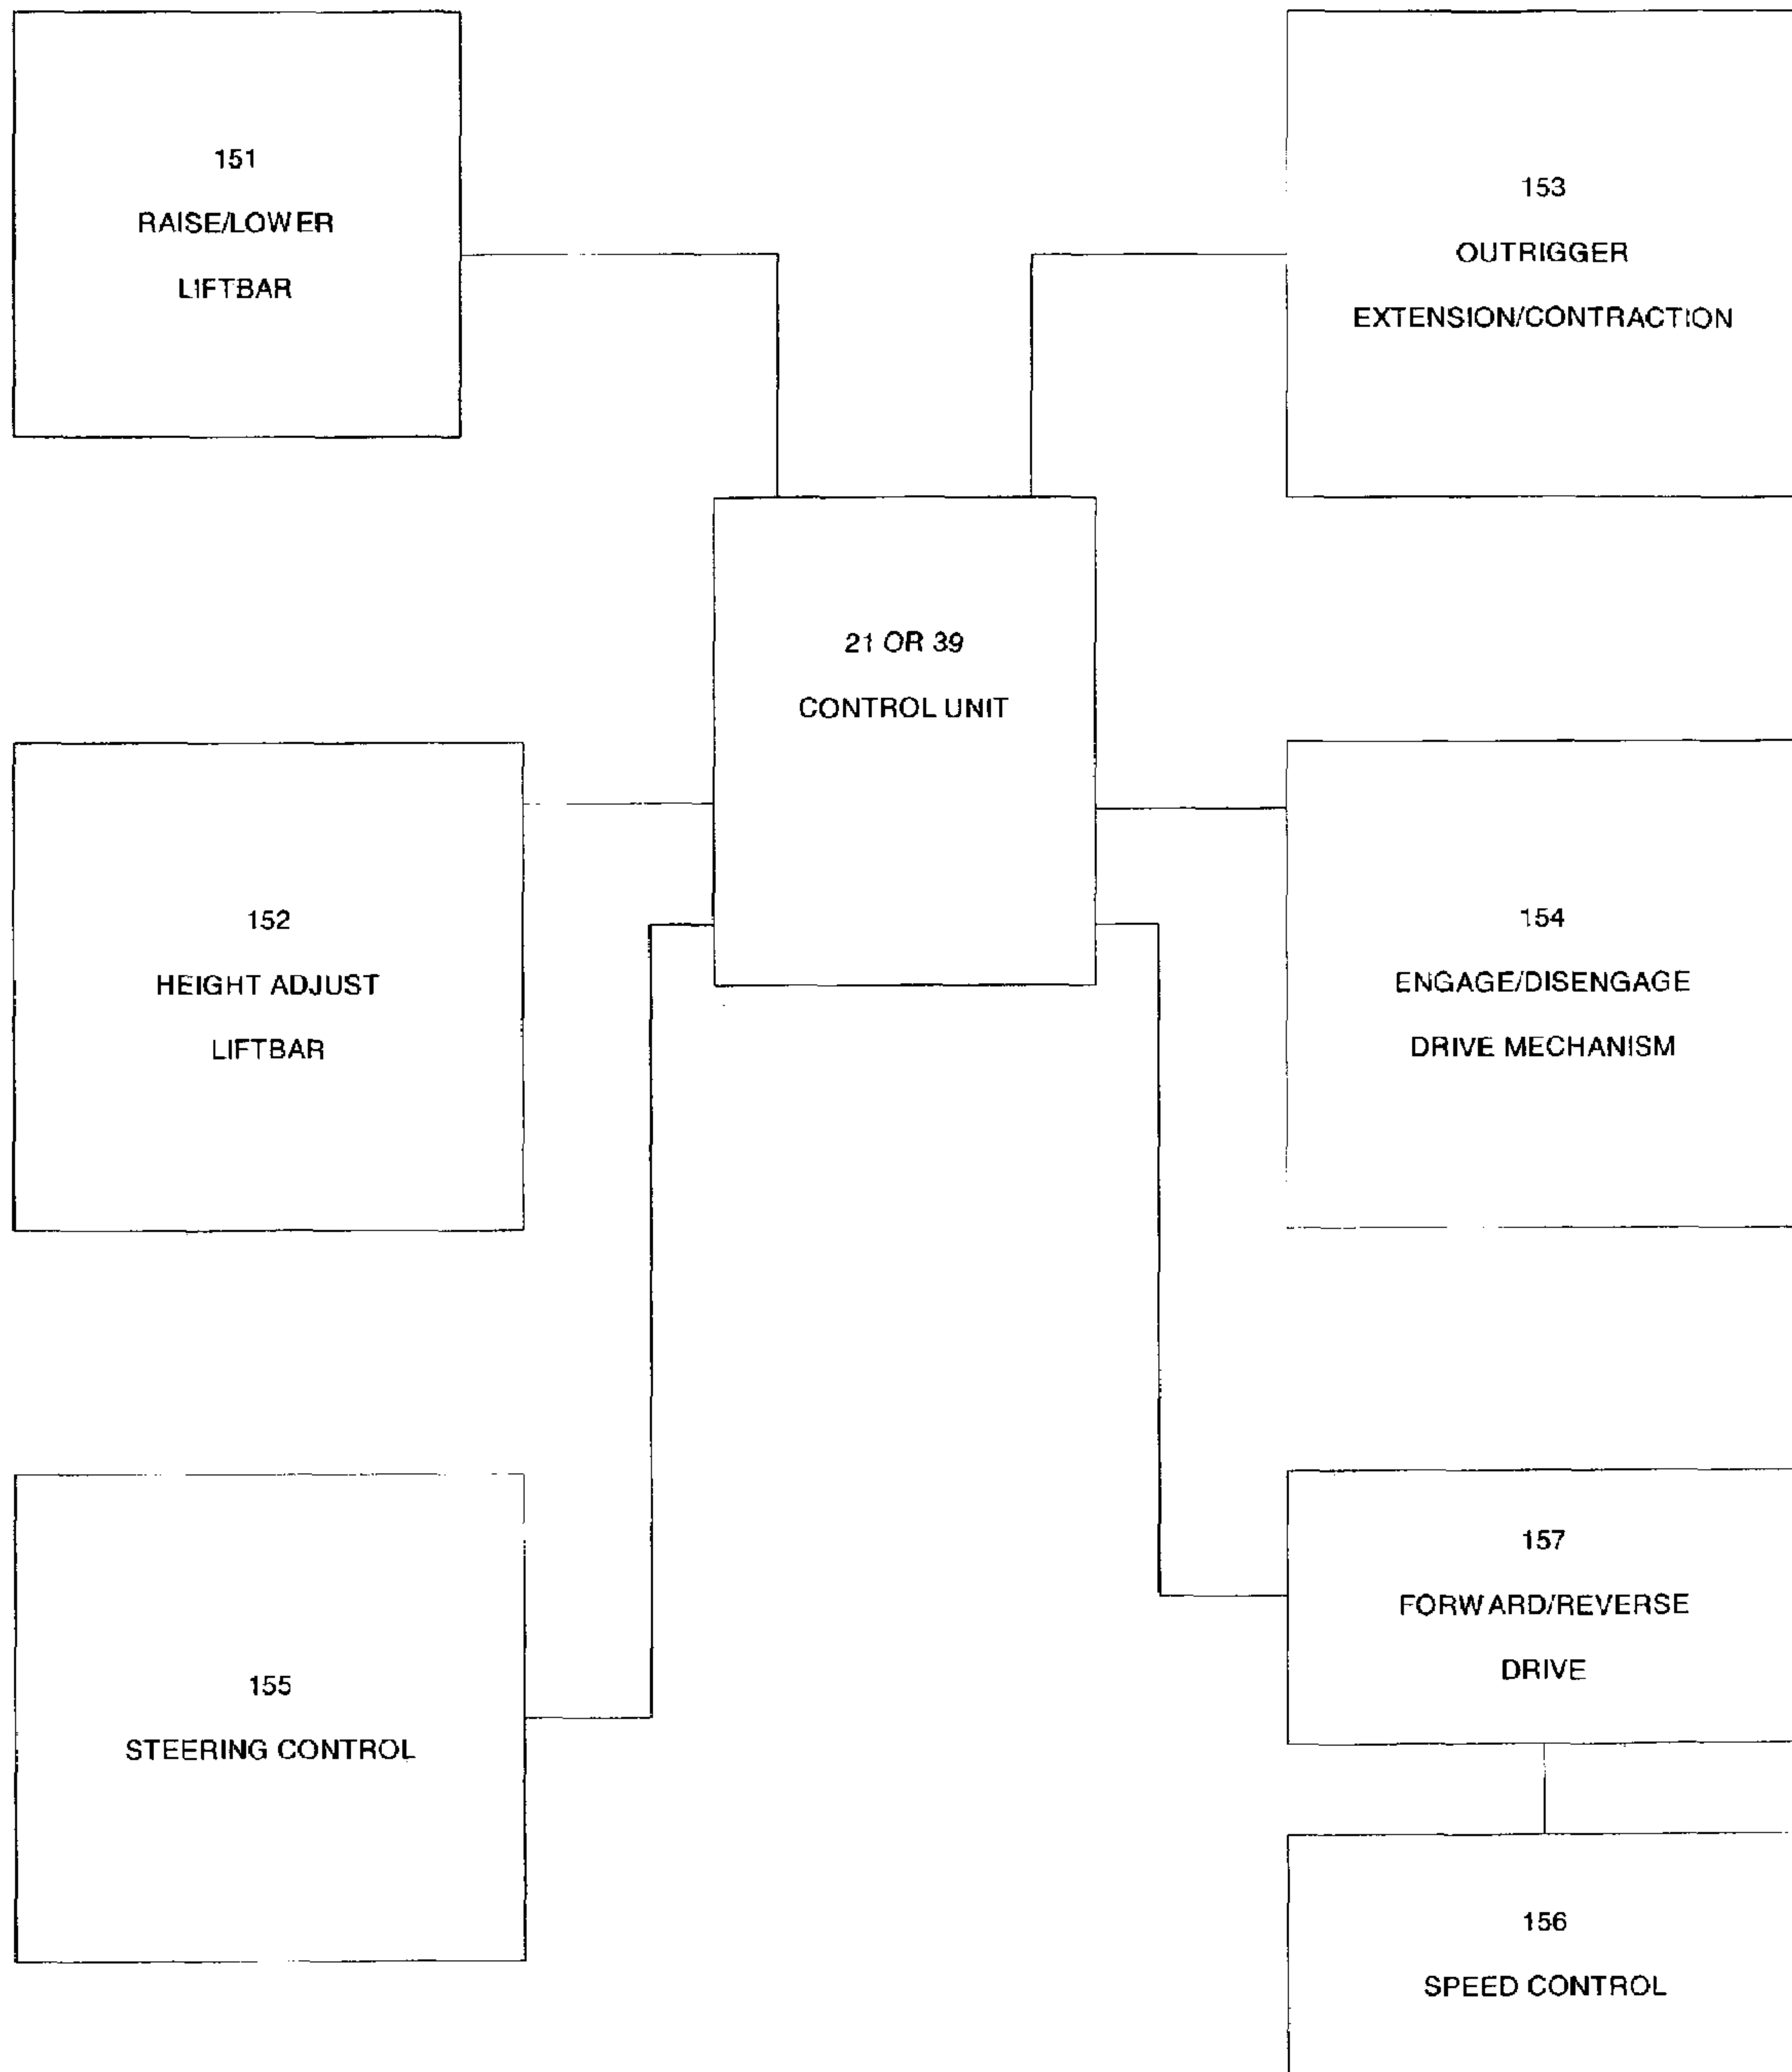 151
RAISE/LOWER
LIFTBAR
153
OUTRIGGER
EXTENSION/CONTRACTION
21 OR 39
CONTROL UNIT
152
HEIGHT ADJUST
LIFTBAR
154
ENGAGE/DISENGAGE
DRIVE MECHANISM
155
STEERING CONTROL
157
FORWARD/REVERSE
DRIVE
156
SPEED CONTROL